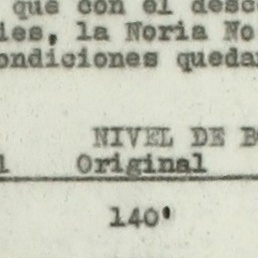 que con el desc
ies, la Noria No
ondiciones queda
NIVEL DE B
l Original
140'